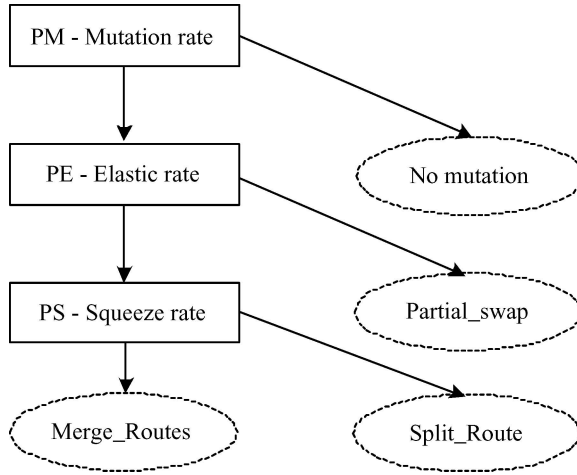 PM - Mutation rate
No mutation
PE - Elastic rate
Partial_swap
PS - Squeeze rate
Merge_Routes
Split_Route